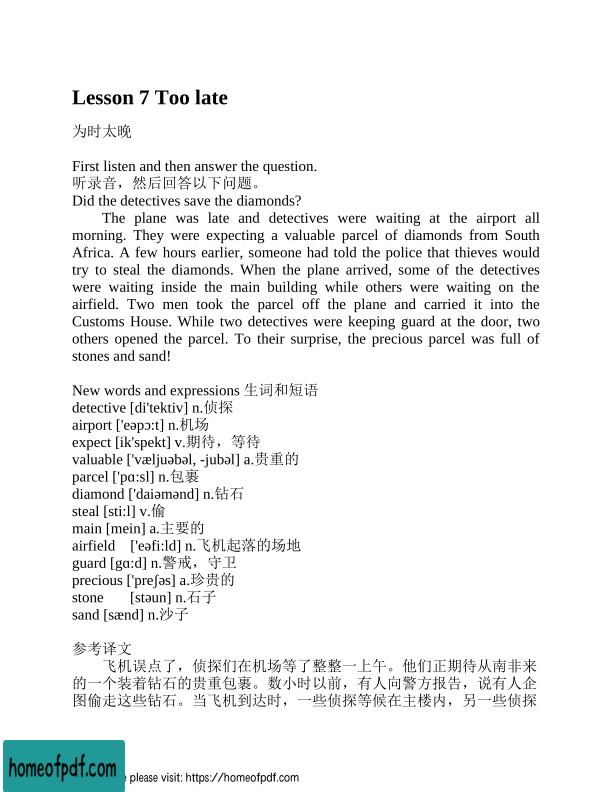 Lesson 7 Too late
为时太晚
First listen and then answer the question.
听录音，然后回答以下问题。
Did the detectives save the diamonds?
The plane was late and detectives were waiting at the airport all
morning. They were expecting a valuable parcel of diamonds from South
Africa. A few hours earlier, someone had told the police that thieves would
try to steal the diamonds. When the plane arrived, some of the detectives
were waiting inside the main building while others were waiting on the
airfield. Two men took the parcel off the plane and carried it into the
Customs House. While two detectives were keeping guard at the door, two
others opened the parcel. To their surprise, the precious parcel was full of
stones and sand!
New words and expressions 生词和短语
detective [di'tektiv] n.侦探
airport ['eəpɔ:t] n.机场
expect [ik'spekt] v.期待，等待
valuable ['væljuəbəl, -jubəl] a.贵重的
parcel ['pɑ:sl] n.包裹
diamond ['daiəmənd] n.钻石
steal [sti:l] v.偷
main [mein] a.主要的
airfield ['eəfi:ld] n.飞机起落的场地
guard [gɑ:d] n.警戒，守卫
precious ['preʃəs] a.珍贵的
stone [stəun] n.石子
sand [sænd] n.沙子
参考译文
飞机误点了，侦探们在机场等了整整一上午。他们正期待从南非来
的一个装着钻石的贵重包裹。数小时以前，有人向警方报告，说有人企
图偷走这些钻石。当飞机到达时，一些侦探等候在主楼内，另一些侦探
homeofpdf.com
please visit: https://homeofpdf.com